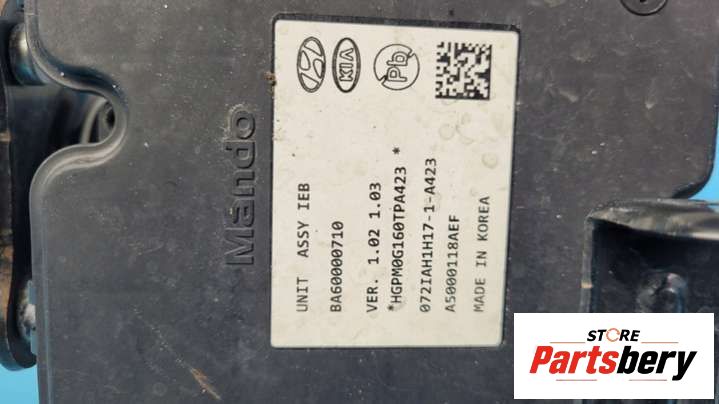 Mando
KIA
Pb
UNIT ASSY IEB
BA60000710
VER. 1.02 1.03
*HGPM0G160TPA423 *
072IAH1H17-1-A423
A5000118AEF
MADE IN KOREA
STORE
Partsbery